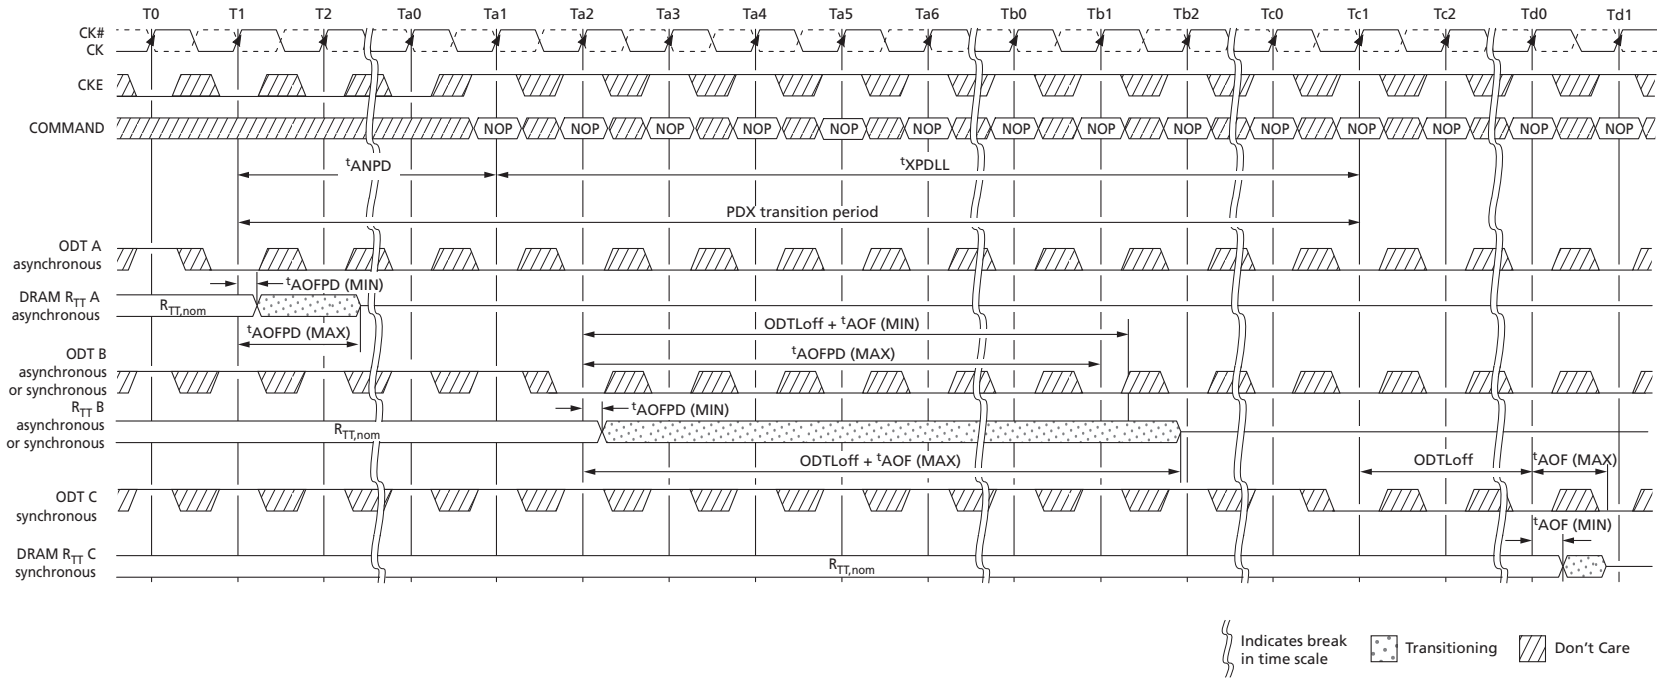 T0 T1 T2 Ta0 Ta1 Ta2 Ta3 Ta4 Ta5 Ta6 Tb0 Tb1 Tb2 Tc0 Tc1 Tc2 Td0 Td1
CK#
CK
CKE
COMMAND
NOP NOP NOP NOP NOP NOP NOP NOP NOP NOP NOP NOP NOP NOP
tANPD
tXPDLL
PDX transition period
ODT A
asynchronous
tAOFPD (MIN)
DRAM RTT A
asynchronous
RTT,nom
tAOFPD (MAX)
ODTLoff + tAOF (MIN)
tAOFPD (MAX)
ODT B
asynchronous
or synchronous
tAOFPD (MIN)
RTT B
asynchronous
or synchronous
RTT,nom
ODTLoff + tAOF (MAX)
ODTLoff
tAOF (MAX)
ODT C
synchronous
tAOF (MIN)
DRAM RTT C
synchronous
RTT,nom
Indicates break
in time scale
Transitioning
Don't Care